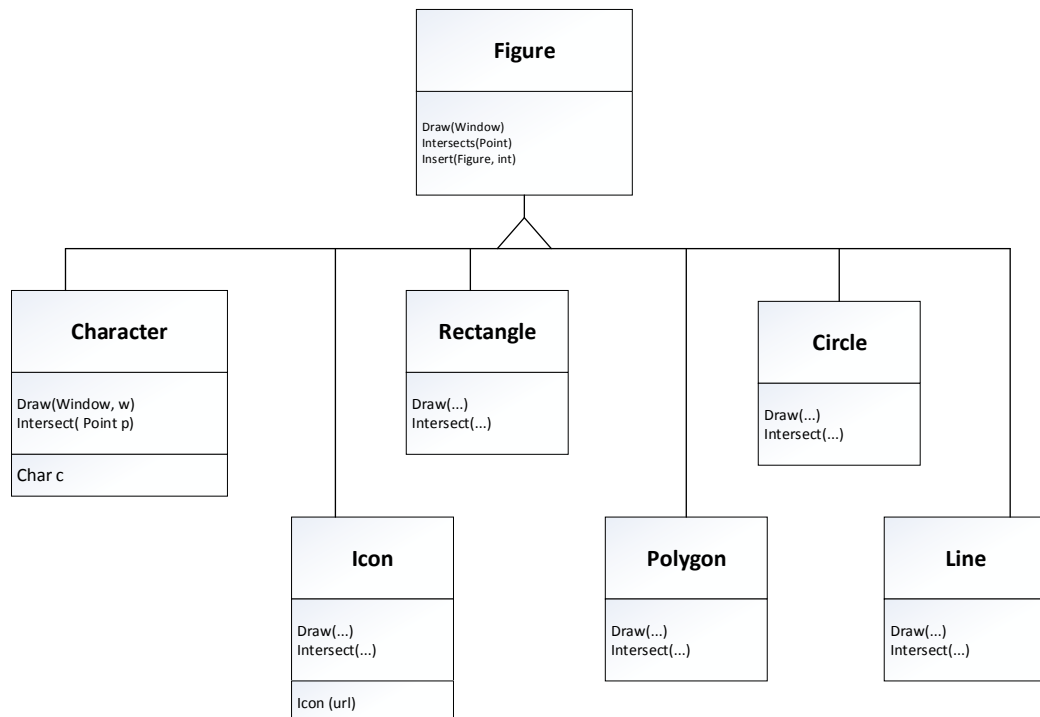 Figure
Draw(Window)
Intersects(Point)
Insert(Figure, int)
Character
Draw(Window, w)
Intersect( Point p)
Char c
Rectangle
Draw(...)
Intersect(...)
Circle
Draw(...)
Intersect(...)
Icon
Draw(...)
Intersect(...)
Icon (url)
Polygon
Draw(...)
Intersect(...)
Line
Draw(...)
Intersect(...)